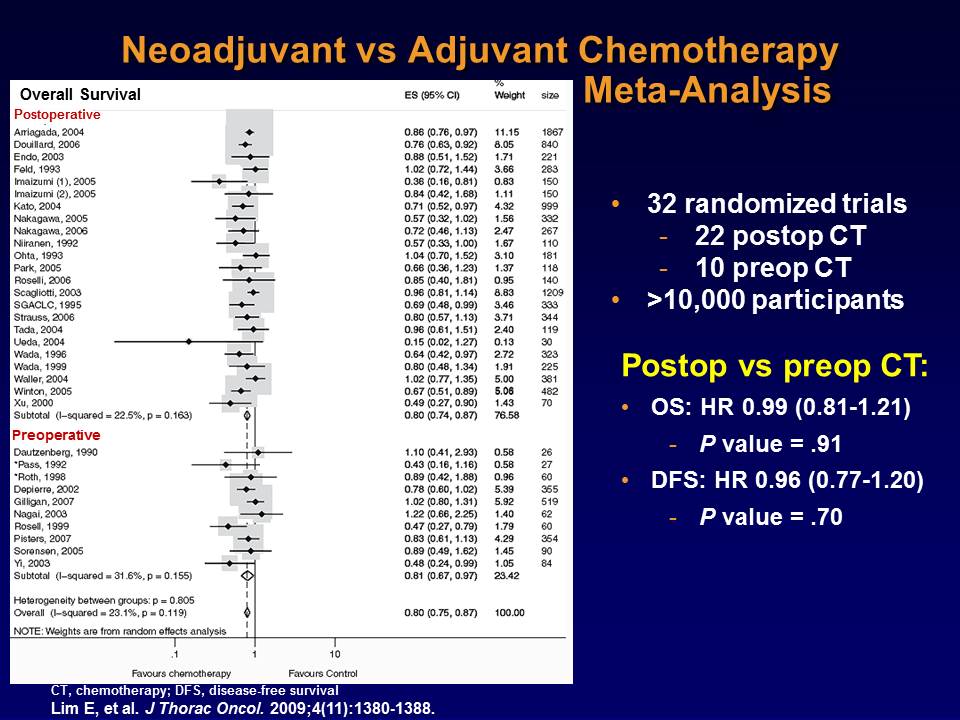 Neoadjuvant vs Adjuvant Chemotherapy
Meta-Analysis
Overall Survival ES (95% CI) % Weight size
Postoperative
Arriagada, 2004 0.86 (0.76, 0.97) 11.15 1867
Douillard, 2006 0.76 (0.63, 0.92) 8.05 840
Endo, 2003 0.88 (0.51, 1.52) 1.71 221
Feld, 1993 1.02 (0.72, 1.44) 3.66 283
Imaizumi (1), 2005 0.36 (0.16, 0.81) 0.83 150
Imaizumi (2), 2005 0.84 (0.42, 1.68) 1.11 150
Kato, 2004 0.71 (0.52, 0.97) 4.32 999
Nakagawa, 2005 0.57 (0.32, 1.02) 1.56 332
Nakagawa, 2006 0.72 (0.46, 1.13) 2.47 267
Niiranen, 1992 0.57 (0.33, 1.00) 1.67 110
Ohta, 1993 1.04 (0.70, 1.52) 3.10 181
Park, 2005 0.66 (0.36, 1.23) 1.37 118
Roselli, 2006 0.85 (0.40, 1.81) 0.95 140
Scagliotti, 2003 0.96 (0.81, 1.14) 8.83 1209
SGACLC, 1995 0.69 (0.48, 0.99) 3.46 333
Strauss, 2006 0.80 (0.57, 1.13) 3.71 344
Tada, 2004 0.96 (0.61, 1.51) 2.40 119
Ueda, 2004 0.15 (0.02, 1.27) 0.13 30
Wada, 1996 0.64 (0.42, 0.97) 2.72 323
Wada, 1999 0.80 (0.48, 1.34) 1.91 225
Waller, 2004 1.02 (0.77, 1.35) 5.00 381
Winton, 2005 0.67 (0.51, 0.89) 5.06 482
Xu, 2000 0.49 (0.27, 0.90) 1.43 70
Subtotal (I-squared = 22.5%, p = 0.163) 0.80 (0.74, 0.87) 76.58
Preoperative
Dautzenberg, 1990 1.10 (0.41, 2.93) 0.58 26
*Pass, 1992 0.43 (0.16, 1.16) 0.58 27
*Roth, 1998 0.89 (0.42, 1.88) 0.96 60
Depierre, 2002 0.78 (0.60, 1.02) 5.39 355
Gilligan, 2007 1.02 (0.80, 1.31) 5.92 519
Nagai, 2003 1.22 (0.66, 2.25) 1.40 62
Rosell, 1999 0.47 (0.27, 0.79) 1.79 60
Pisters, 2007 0.83 (0.61, 1.13) 4.29 354
Sorensen, 2005 0.89 (0.49, 1.62) 1.45 90
Yi, 2003 0.48 (0.24, 0.99) 1.05 84
Subtotal (I-squared = 31.6%, p = 0.155) 0.81 (0.67, 0.97) 23.42
Heterogeneity between groups: p = 0.805
Overall (I-squared = 23.1%, p = 0.119) 0.80 (0.75, 0.87) 100.00
NOTE: Weights are from random effects analysis
.1 1 10
Favours chemotherapy Favours Control
• 32 randomized trials
- 22 postop CT
- 10 preop CT
• >10,000 participants
Postop vs preop CT:
• OS: HR 0.99 (0.81-1.21)
- P value = .91
• DFS: HR 0.96 (0.77-1.20)
- P value = .70
CT, chemotherapy; DFS, disease-free survival
Lim E, et al. J Thorac Oncol. 2009;4(11):1380-1388.